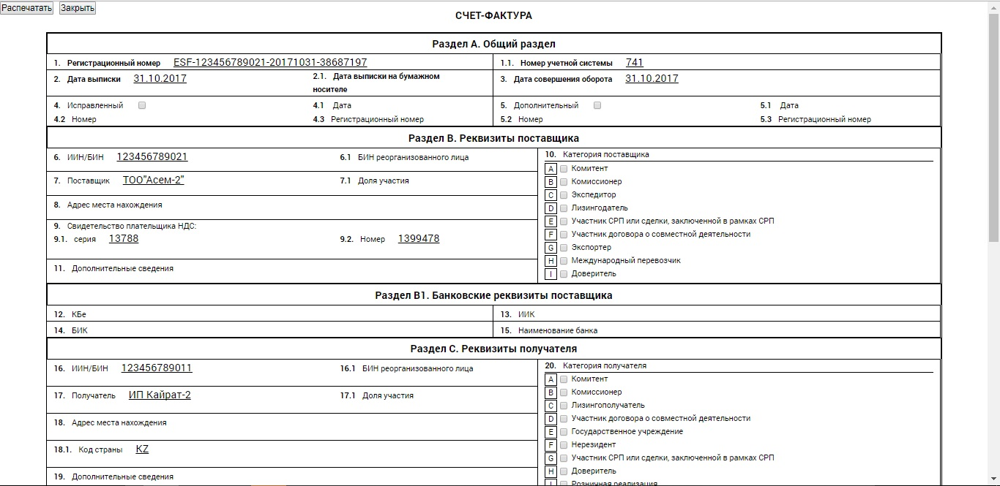 Распечатать Закрыть
СЧЕТ-ФАКТУРА
Раздел А. Общий раздел
1. Регистрационный номер ESF-123456789021-20171031-38687197 1.1. Номер учетной системы 741
2. Дата выписки 31.10.2017 2.1. Дата выписки на бумажном носителе 3. Дата совершения оборота 31.10.2017
4. Исправленный 4.1 Дата 5. Дополнительный 5.1 Дата
4.2 Номер 4.3 Регистрационный номер 5.2 Номер 5.3 Регистрационный номер
Раздел В. Реквизиты поставщика
6. ИИН/БИН 123456789021 6.1 БИН реорганизованного лица
7. Поставщик ТОО"Асем-2" 7.1 Доля участия
8. Адрес места нахождения
9. Свидетельство плательщика НДС:
9.1. серия 13788 9.2. Номер 1399478
11. Дополнительные сведения
10. Категория поставщика
A Комитент
B Комиссионер
C Экспедитор
D Лизингодатель
E Участник СРП или сделки, заключенной в рамках СРП
F Участник договора о совместной деятельности
G Экспортер
H Международный перевозчик
I Доверитель
Раздел В1. Банковские реквизиты поставщика
12. КБе 13. ИИК
14. БИК 15. Наименование банка
Раздел С. Реквизиты получателя
16. ИИН/БИН 123456789011 16.1 БИН реорганизованного лица
17. Получатель ИП Кайрат-2 17.1 Доля участия
18. Адрес места нахождения
18.1. Код страны KZ
19. Дополнительные сведения
20. Категория получателя
A Комитент
B Комиссионер
C Лизингополучатель
D Участник договора о совместной деятельности
E Государственное учреждение
F Нерезидент
G Участник СРП или сделки, заключенной в рамках СРП
H Доверитель
I Розничная реализация